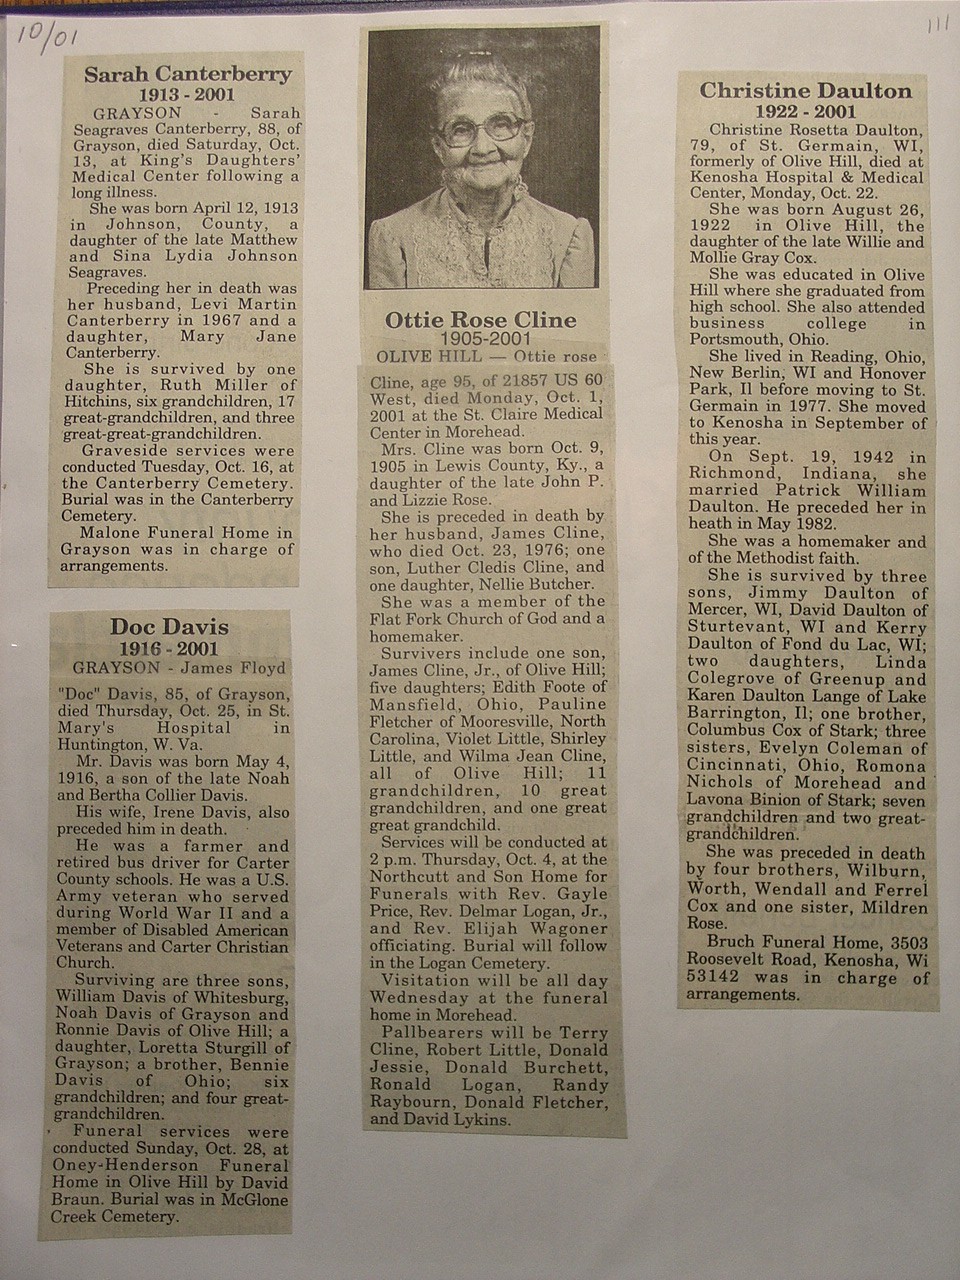 10/01
111
Sarah Canterberry
1913 - 2001
GRAYSON - Sarah
Seagraves Canterberry, 88, of
Grayson, died Saturday, Oct.
13, at King's Daughters'
Medical Center following a
long illness.
She was born April 12, 1913
in Johnson, County, a
daughter of the late Matthew
and Sina Lydia Johnson
Seagraves.
Preceding her in death was
her husband, Levi Martin
Canterberry in 1967 and a
daughter, Mary Jane
Canterberry.
She is survived by one
daughter, Ruth Miller of
Hitchins, six grandchildren, 17
great-grandchildren, and three
great-great-grandchildren.
Graveside services were
conducted Tuesday, Oct. 16, at
the Canterberry Cemetery.
Burial was in the Canterberry
Cemetery.
Malone Funeral Home in
Grayson was in charge of
arrangements.
Doc Davis
1916 - 2001
GRAYSON - James Floyd
"Doc" Davis, 85, of Grayson,
died Thursday, Oct. 25, in St.
Mary's Hospital in
Huntington, W. Va.
Mr. Davis was born May 4,
1916, a son of the late Noah
and Bertha Collier Davis.
His wife, Irene Davis, also
preceded him in death.
He was a farmer and
retired bus driver for Carter
County schools. He was a U.S.
Army veteran who served
during World War II and a
member of Disabled American
Veterans and Carter Christian
Church.
Surviving are three sons,
William Davis of Whitesburg,
Noah Davis of Grayson and
Ronnie Davis of Olive Hill; a
daughter, Loretta Sturgill of
Grayson; a brother, Bennie
Davis of Ohio; six
grandchildren; and four great-
grandchildren.
Funeral services were
conducted Sunday, Oct. 28, at
Oney-Henderson Funeral
Home in Olive Hill by David
Braun. Burial was in McGlone
Creek Cemetery.
Ottie Rose Cline
1905-2001
OLIVE HILL — Ottie rose
Cline, age 95, of 21857 US 60
West, died Monday, Oct. 1,
2001 at the St. Claire Medical
Center in Morehead.
Mrs. Cline was born Oct. 9,
1905 in Lewis County, Ky., a
daughter of the late John P.
and Lizzie Rose.
She is preceded in death by
her husband, James Cline,
who died Oct. 23, 1976; one
son, Luther Cledis Cline, and
one daughter, Nellie Butcher.
She was a member of the
Flat Fork Church of God and a
homemaker.
Survivers include one son,
James Cline, Jr., of Olive Hill;
five daughters; Edith Foote of
Mansfield, Ohio, Pauline
Fletcher of Mooresville, North
Carolina, Violet Little, Shirley
Little, and Wilma Jean Cline,
all of Olive Hill; 11
grandchildren, 10 great
grandchildren, and one great
great grandchild.
Services will be conducted at
2 p.m. Thursday, Oct. 4, at the
Northcutt and Son Home for
Funerals with Rev. Gayle
Price, Rev. Delmar Logan, Jr.,
and Rev. Elijah Wagoner
officiating. Burial will follow
in the Logan Cemetery.
Visitation will be all day
Wednesday at the funeral
home in Morehead.
Pallbearers will be Terry
Cline, Robert Little, Donald
Jessie, Donald Burchett,
Ronald Logan, Randy
Raybourn, Donald Fletcher,
and David Lykins.
Christine Daulton
1922 - 2001
Christine Rosetta Daulton,
79, of St. Germain, WI,
formerly of Olive Hill, died at
Kenosha Hospital & Medical
Center, Monday, Oct. 22.
She was born August 26,
1922 in Olive Hill, the
daughter of the late Willie and
Mollie Gray Cox.
She was educated in Olive
Hill where she graduated from
high school. She also attended
business college in
Portsmouth, Ohio.
She lived in Reading, Ohio,
New Berlin, WI and Honover
Park, Il before moving to St.
Germain in 1977. She moved
to Kenosha in September of
this year.
On Sept. 19, 1942 in
Richmond, Indiana, she
married Patrick William
Daulton. He preceded her in
heath in May 1982.
She was a homemaker and
of the Methodist faith.
She is survived by three
sons, Jimmy Daulton of
Mercer, WI, David Daulton of
Sturtevant, WI and Kerry
Daulton of Fond du Lac, WI;
two daughters, Linda
Colegrove of Greenup and
Karen Daulton Lange of Lake
Barrington, Il; one brother,
Columbus Cox of Stark; three
sisters, Evelyn Coleman of
Cincinnati, Ohio, Romona
Nichols of Morehead and
Lavona Binion of Stark; seven
grandchildren and two great-
grandchildren.
She was preceded in death
by four brothers, Wilburn,
Worth, Wendall and Ferrel
Cox and one sister, Mildren
Rose.
Bruch Funeral Home, 3503
Roosevelt Road, Kenosha, Wi
53142 was in charge of
arrangements.